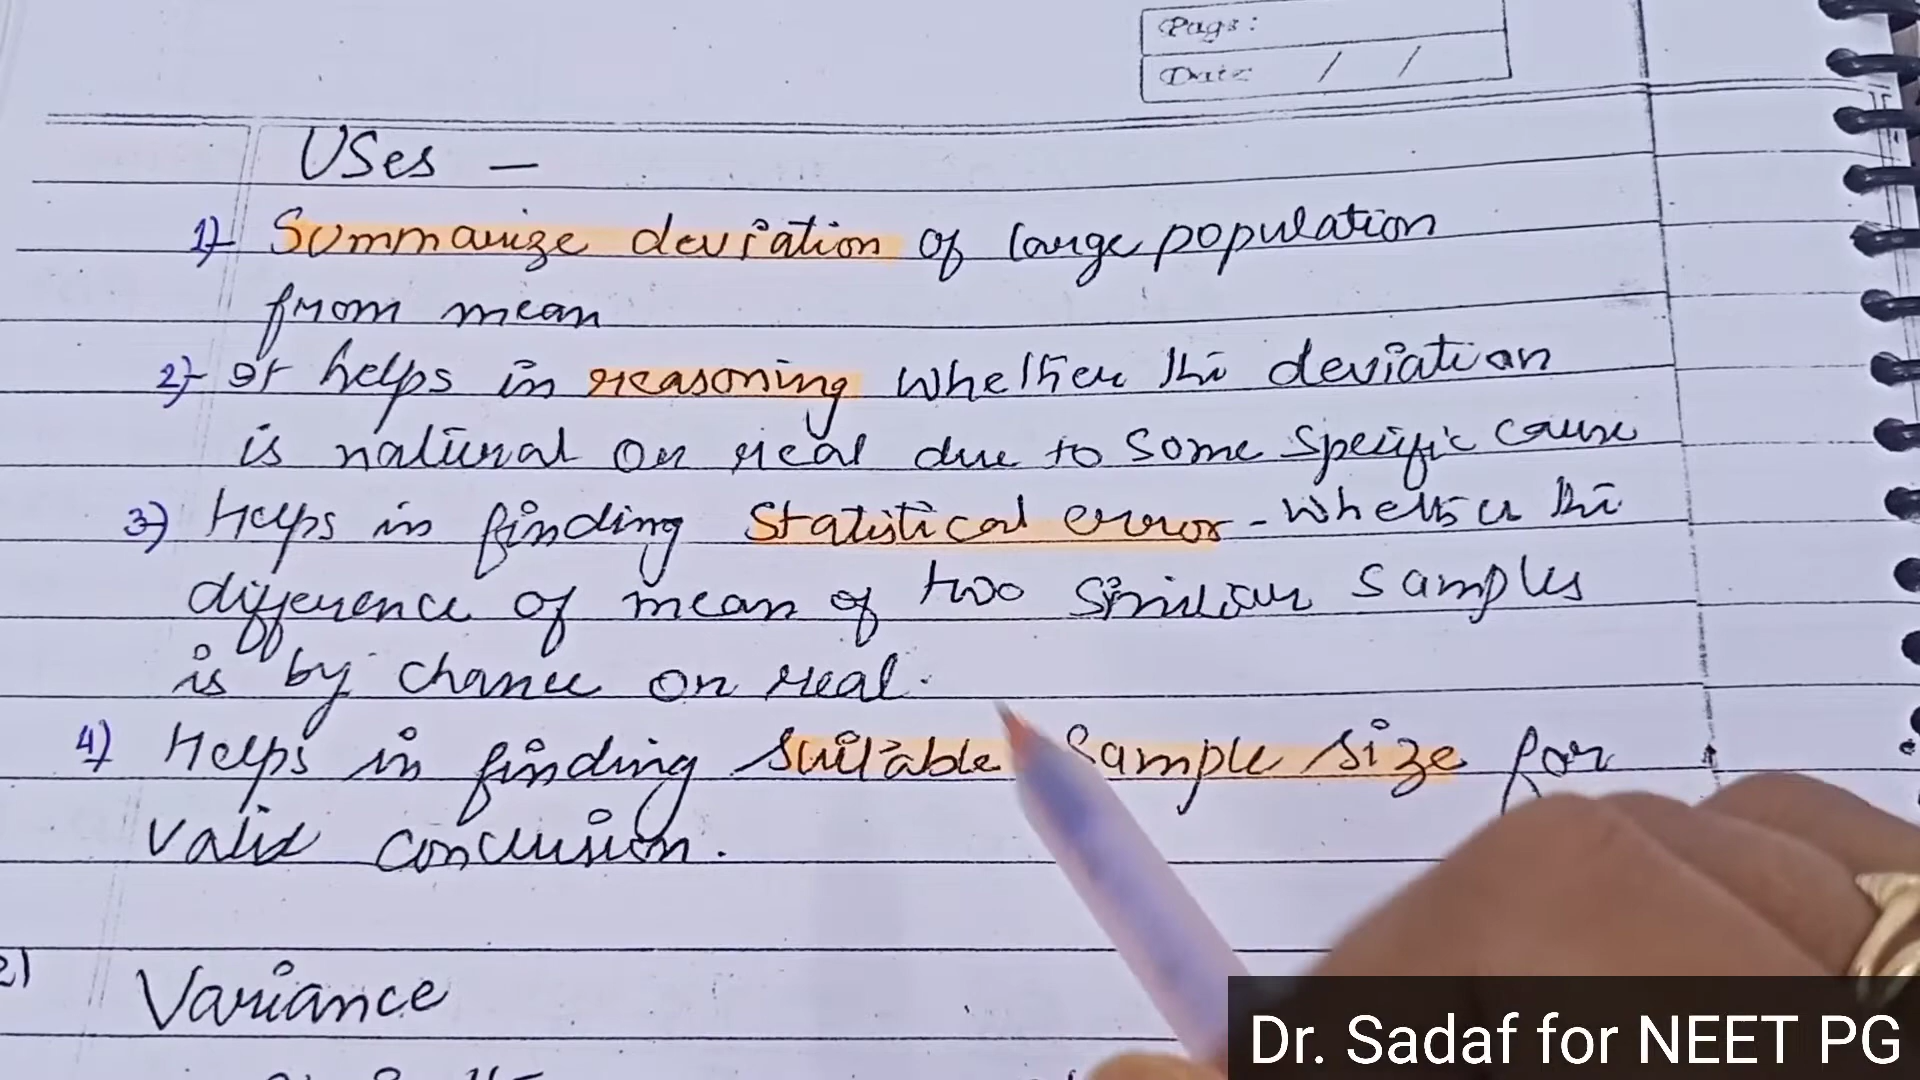 Page:
Date: / /
Uses -
1) Summarize deviation of large population
from mean
2) It helps in reasoning whether the deviation
is natural or real due to some specific cause
3) Helps in finding Statistical error - whether the
difference of mean of two similar samples
is by chance or real.
4) Helps in finding suitable sample size for
valid conclusion.
2) Variance
Dr. Sadaf for NEET PG